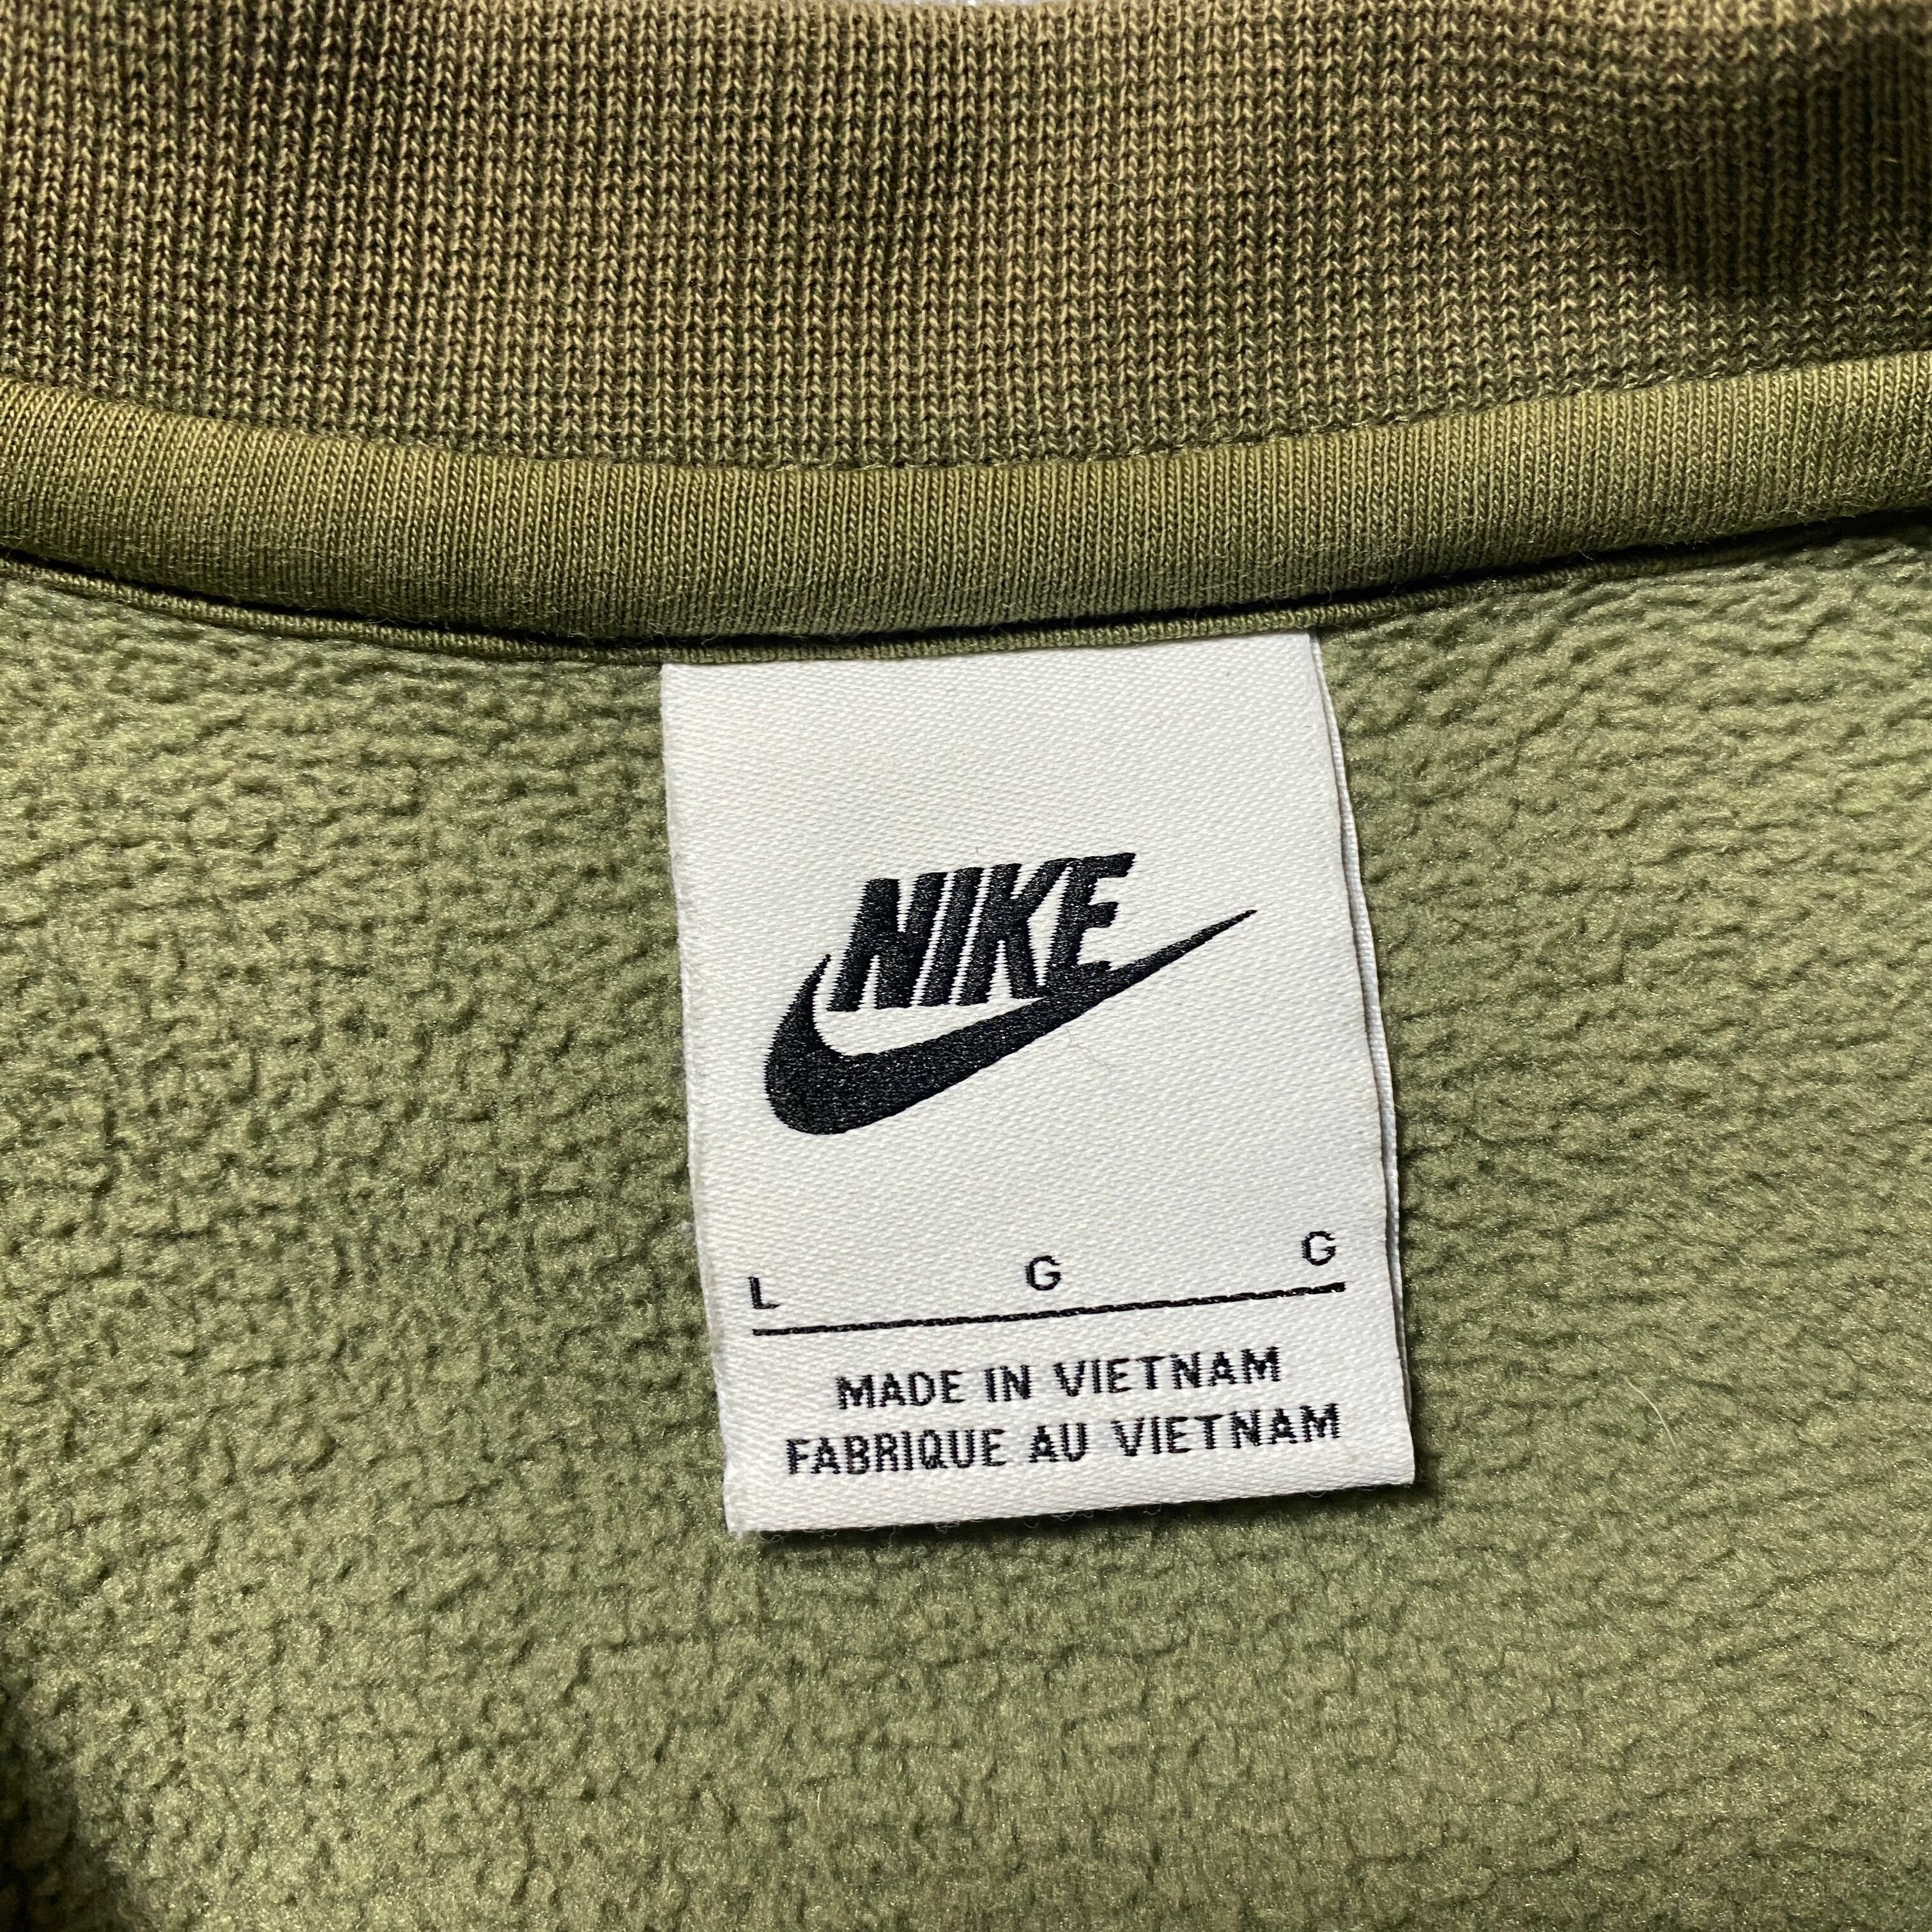 NIKE
L G G
MADE IN VIETNAM
FABRIQUE AU VIETNAM